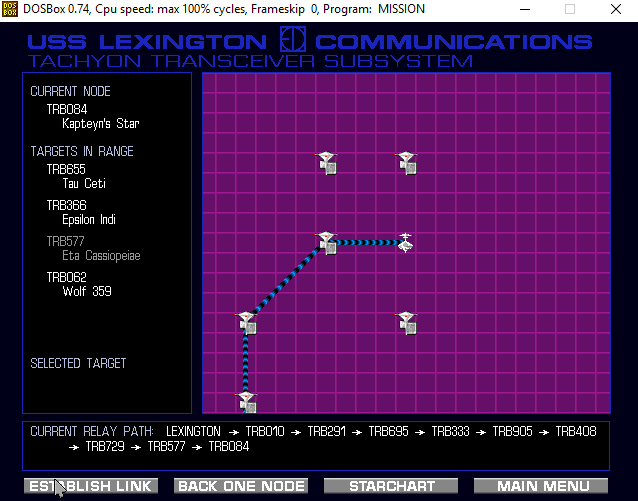 DOS BOX DOSBox 0.74, Cpu speed: max 100% cycles, Frameskip 0, Program: MISSION
USS LEXINGTON COMMUNICATIONS
TACHYON TRANSCEIVER SUBSYSTEM
CURRENT NODE
TRB084
Kapteyn's Star
TARGETS IN RANGE
TRB655
Tau Ceti
TRB366
Epsilon Indi
TRB577
Eta Cassiopeiae
TRB062
Wolf 359
SELECTED TARGET
CURRENT RELAY PATH: LEXINGTON → TRB010 → TRB291 → TRB695 → TRB333 → TRB905 → TRB408
→ TRB729 → TRB577 → TRB084
ESTABLISH LINK BACK ONE NODE STARCHART MAIN MENU